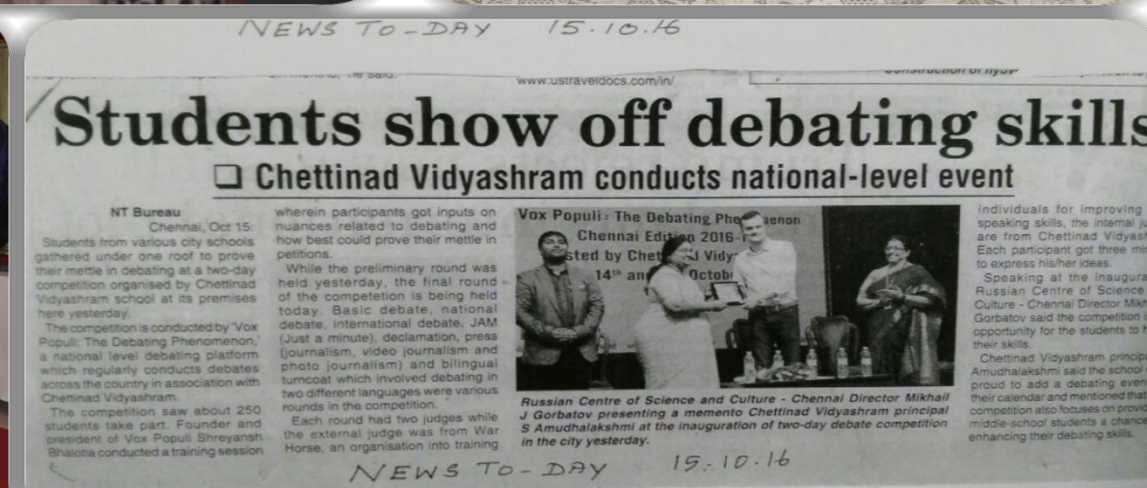 NEWS TO-DAY 15.10.16
www.ustraveldocs.com/in/
Students show off debating skills
❏ Chettinad Vidyashram conducts national-level event
NT Bureau
Chennai, Oct 15:
Students from various city schools
gathered under one roof to prove
their mettle in debating at a two-day
competition organised by Chettinad
Vidyashram school at its premises
here yesterday.
The competition is conducted by 'Vox
Populi: The Debating Phenomenon,'
a national level debating platform
which regularly conducts debates
across the country in association with
Chettinad Vidyashram.
The competition saw about 250
students take part. Founder and
president of Vox Populi Shreyansh
Bhalotia conducted a training session
wherein participants got inputs on
nuances related to debating and
how best could prove their mettle in
petitions.
While the preliminary round was
held yesterday, the final round
of the competetion is being held
today. Basic debate, national
debate, international debate, JAM
(Just a minute), declamation, press
(journalism, video journalism and
photo journalism) and bilingual
turncoat which involved debating in
two different languages were various
rounds in the competition.
Each round had two judges while
the external judge was from War
Horse, an organisation into training
Vox Populi: The Debating Phe enon
Chennai Edition 2016-
sted by Chet l Vidy
14th an Octob
Russian Centre of Science and Culture - Chennai Director Mikhail
J Gorbatov presenting a memento Chettinad Vidyashram principal
S Amudhalakshmi at the inauguration of two-day debate competition
in the city yesterday.
individuals for improving
speaking skills, the internal
are from Chettinad
Each participant got three
to express his/her ideas.
Speaking at the
Russian Centre of Science
Culture - Chennai Director
Gorbatov said the competition
opportunity for the students to
their skills.
Chettinad Vidyashram
Amudhalakshmi said the school
proud to add a debating
their calendar and mentioned
competition also focuses on
middle-school students a
enhancing their debating skills.
NEWS TO-DAY 15.10.16